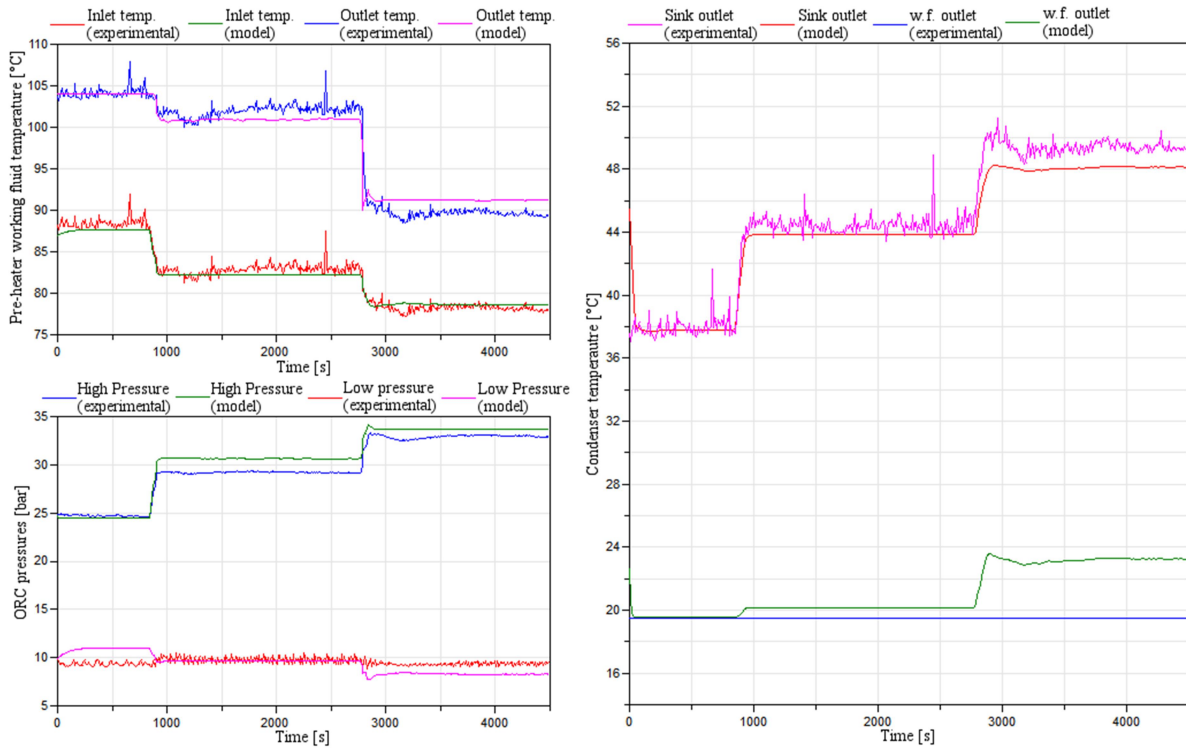 Inlet temp. Inlet temp. Outlet temp. Outlet temp.
(experimental) (model) (experimental) (model)
Pre-heater working fluid temperature [°C]
110
105
100
95
90
85
80
75
0 1000 2000 3000 4000
Time [s]
High Pressure High Pressure Low pressure Low Pressure
(experimental) (model) (experimental) (model)
ORC pressures [bar]
35
30
25
20
15
10
5
0 1000 2000 3000 4000
Time [s]
Sink outlet Sink outlet w.f. outlet w.f. outlet
(experimental) (model) (experimental) (model)
Condenser temperautre [°C]
56
52
48
44
40
36
32
28
24
20
16
0 1000 2000 3000 4000
Time [s]